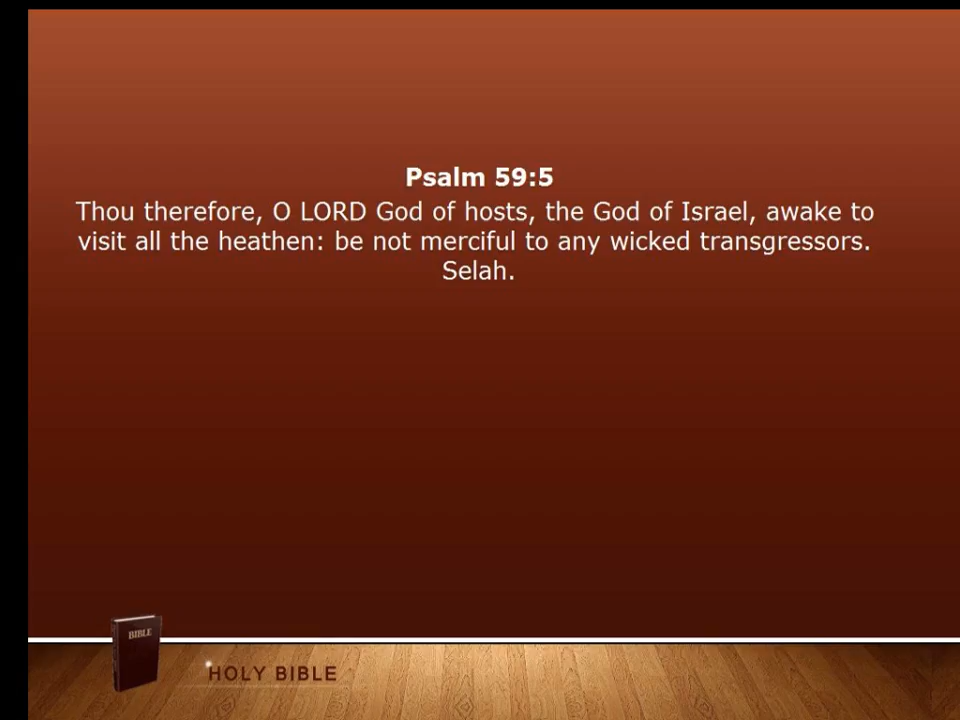 Psalm 59:5
Thou therefore, O LORD God of hosts, the God of Israel, awake to
visit all the heathen: be not merciful to any wicked transgressors.
Selah.
BIBLE
HOLY BIBLE